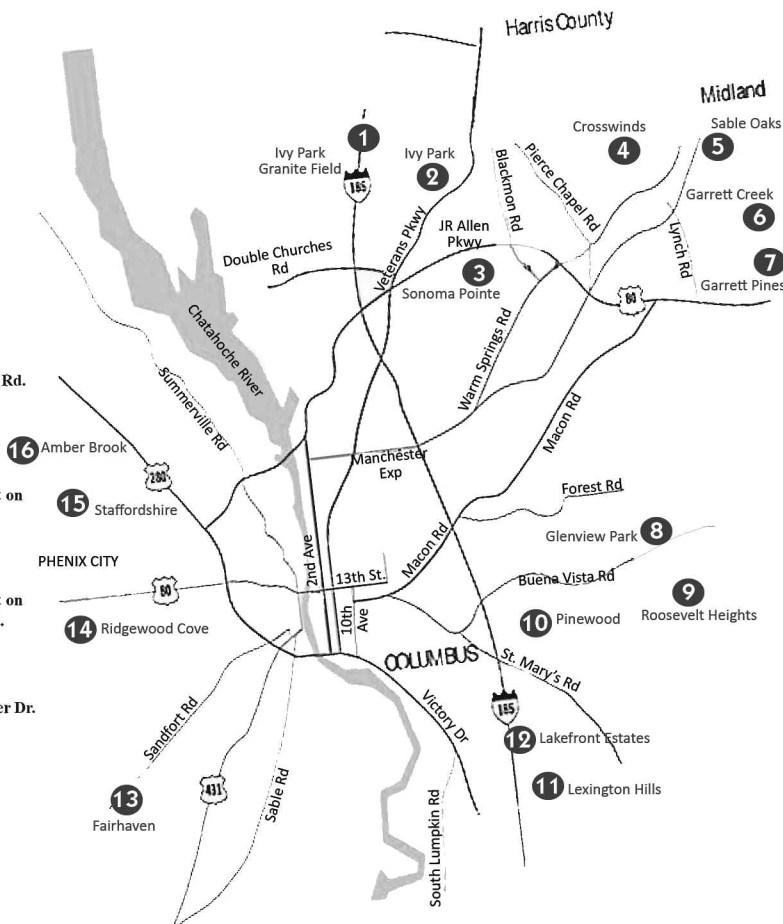 Harris County
Midland
Crosswinds
4
Sable Oaks
5
1
Ivy Park
Granite Field
185
Ivy Park
2
Blackmon Rd
Pierce Chapel Rd
Garrett Creek
6
Veterans Pkwy
JR Allen
Pkwy
Lynch Rd
Double Churches
Rd
3
Sonoma Pointe
7
Garrett Pines
80
Chatahoche River
Warm Springs Rd
Rd.
Summerville Rd
Macon Rd
16 Amber Brook
280
Manchester
Exp
on
15 Staffordshire
Forest Rd
Glenview Park 8
PHENIX CITY
2nd Ave
Macon Rd
13th St.
Buena Vista Rd
80
10th
Ave
9
Roosevelt Heights
on
14 Ridgewood Cove
10 Pinewood
COLUMBUS
St. Mary's Rd
er Dr.
Sandfort Rd
Victory Dr
185
12 Lakefront Estates
431
Sable Rd
11 Lexington Hills
13
Fairhaven
South Lumpkin Rd